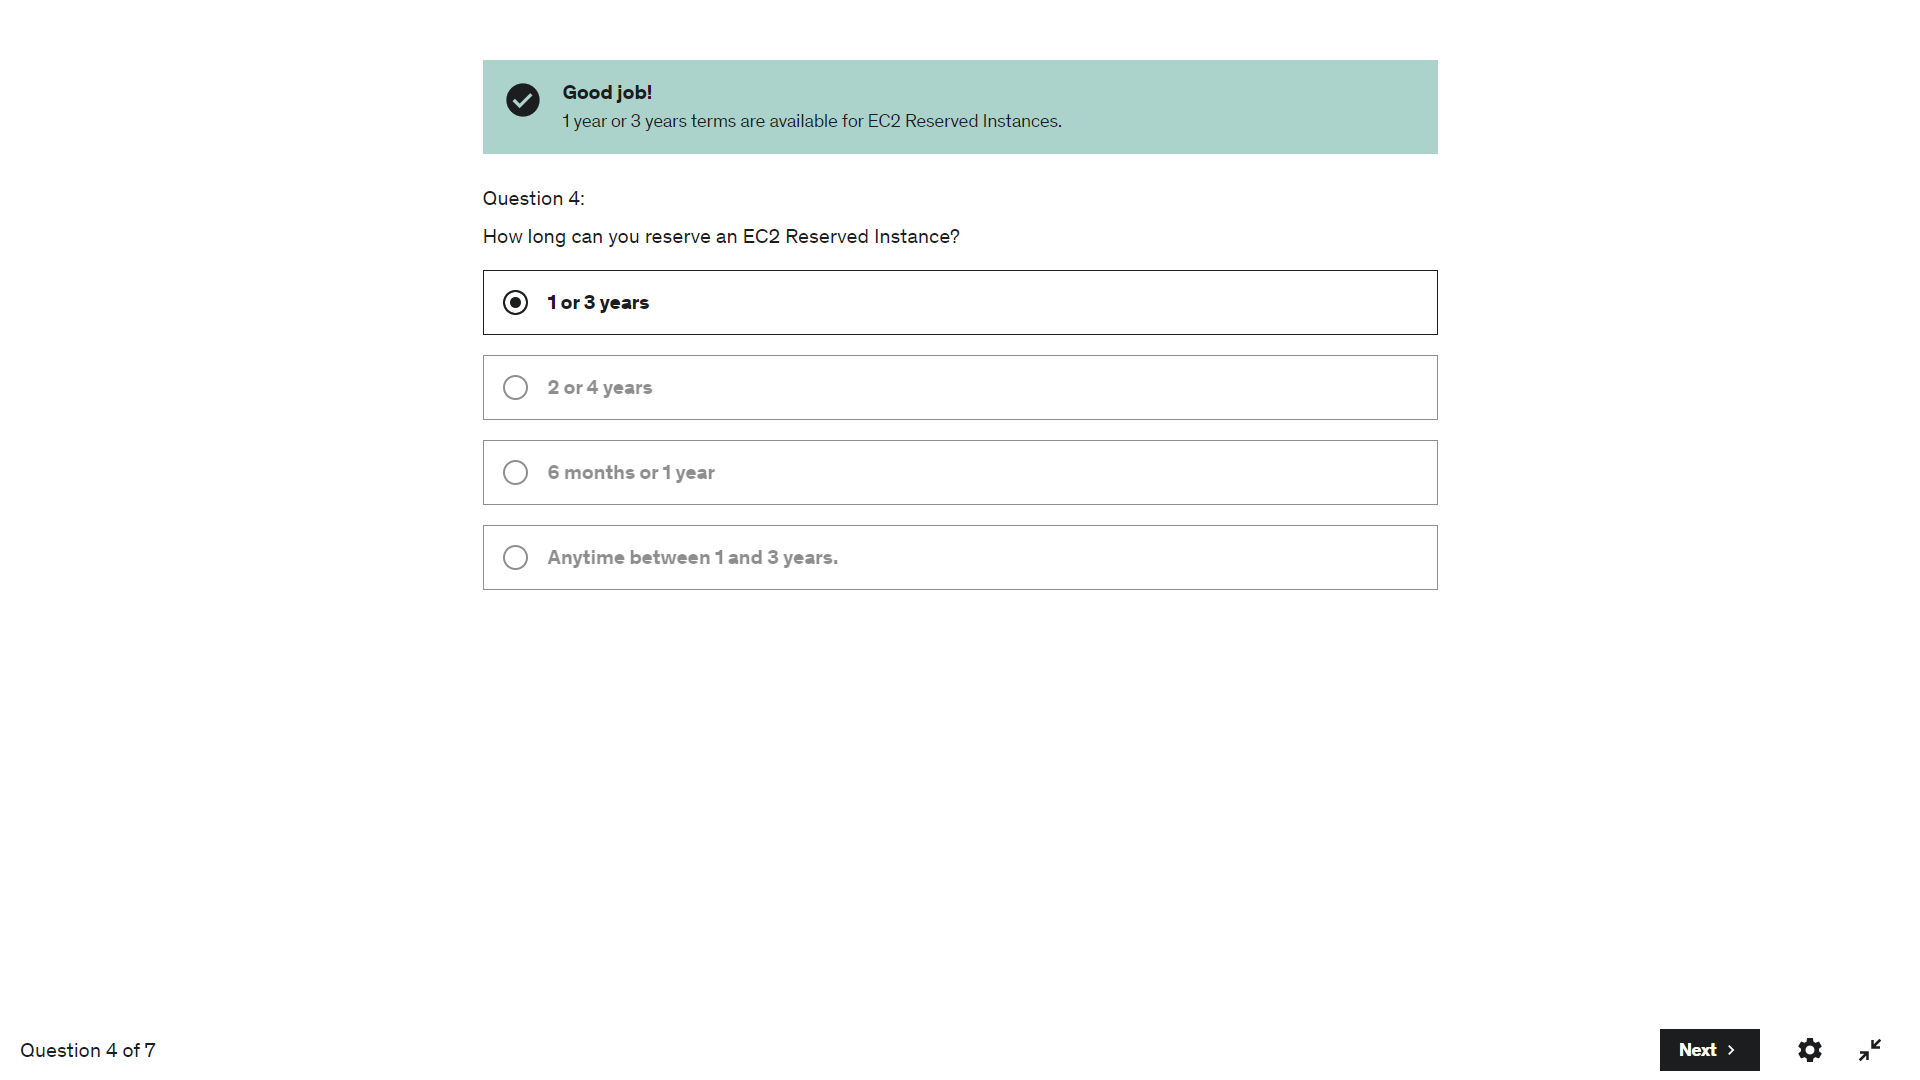 Good job!
1 year or 3 years terms are available for EC2 Reserved Instances.
Question 4:
How long can you reserve an EC2 Reserved Instance?
1 or 3 years
2 or 4 years
6 months or 1 year
Anytime between 1 and 3 years.
Question 4 of 7
Next